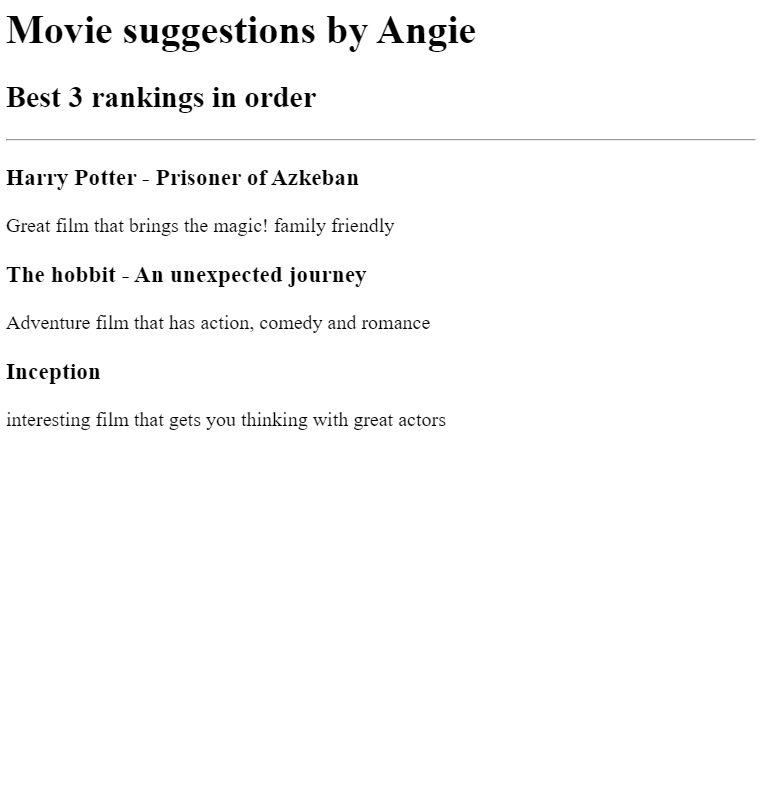 Movie suggestions by Angie
Best 3 rankings in order
Harry Potter - Prisoner of Azkeban
Great film that brings the magic! family friendly
The hobbit - An unexpected journey
Adventure film that has action, comedy and romance
Inception
interesting film that gets you thinking with great actors